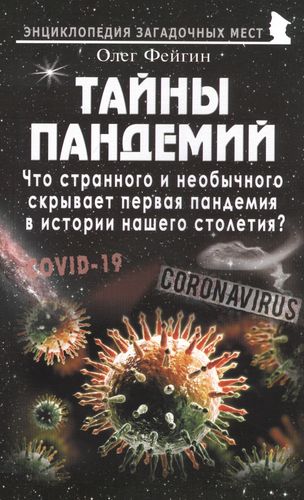 ЭНЦИКЛОПЕДИЯ ЗАГАДОЧНЫХ МЕСТ
Олег Фейгин
ТАЙНЫ
ПАНДЕМИЙ
Что странного и необычного
скрывает первая пандемия
в истории нашего столетия?
COVID-19
CORONAVIRUS